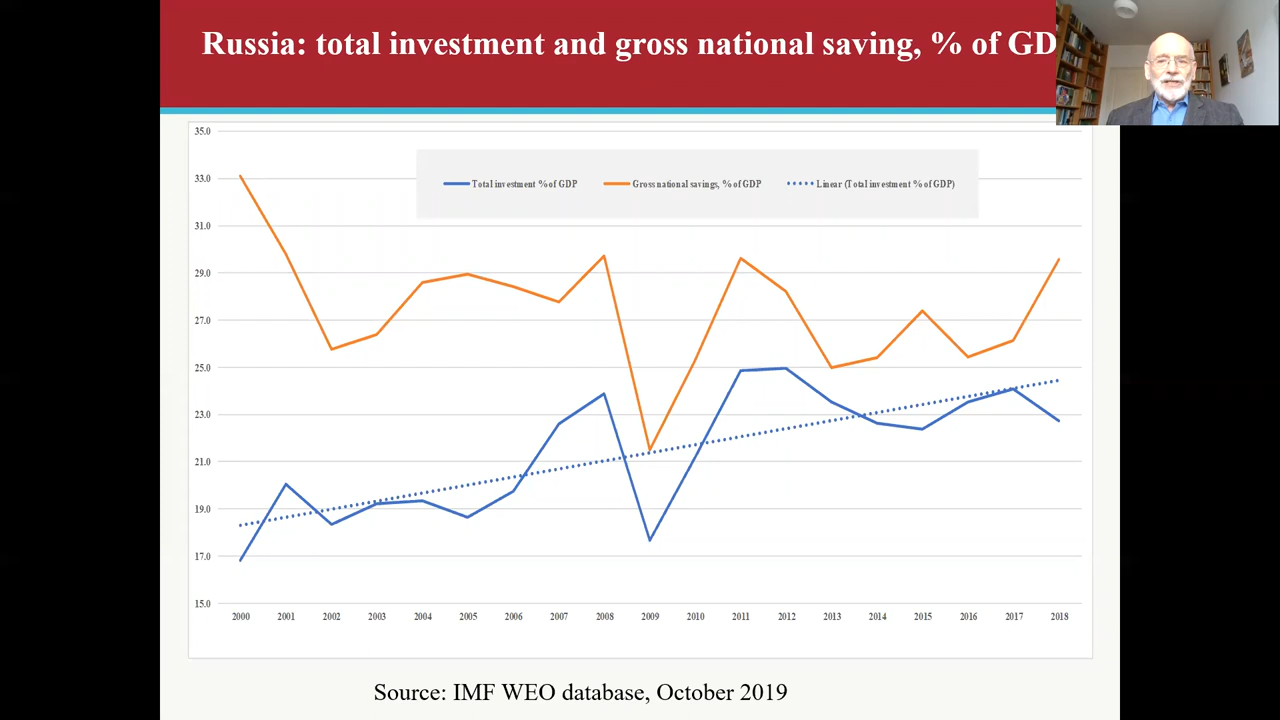 Russia: total investment and gross national saving, % of GD
35.0
33.0
31.0
29.0
27.0
25.0
23.0
21.0
19.0
17.0
15.0
Total investment % of GDP
Gross national savings, % of GDP
Linear (Total investment % of GDP)
2000 2001 2002 2003 2004 2005 2006 2007 2008 2009 2010 2011 2012 2013 2014 2015 2016 2017 2018
Source: IMF WEO database, October 2019